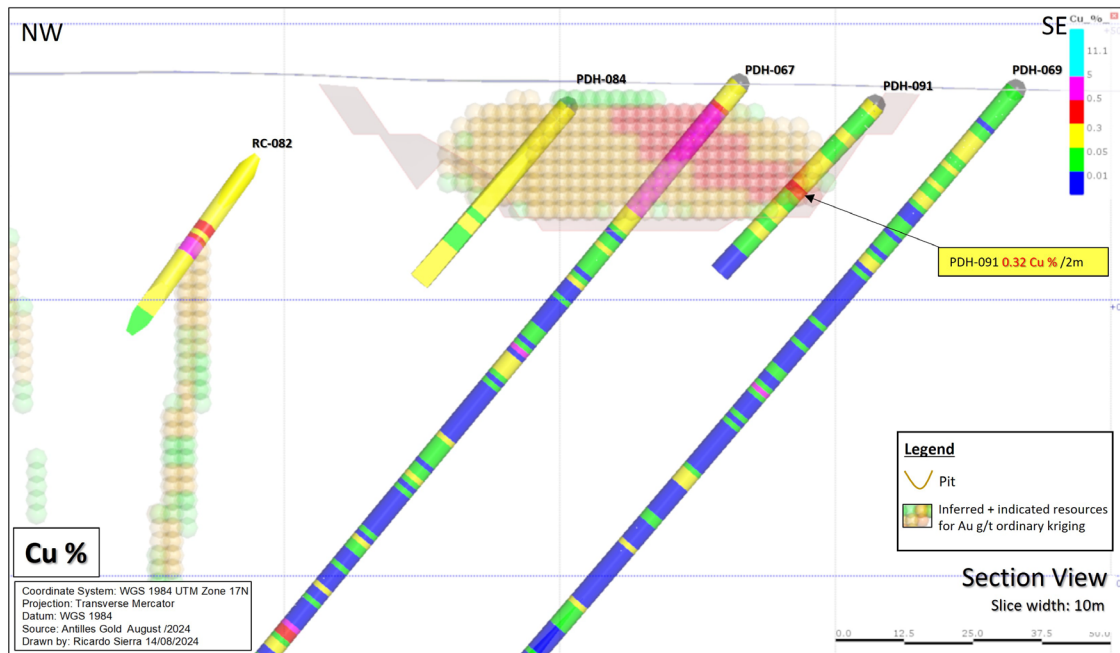 NW
SE
Cu_%_
11.1
5
0.5
0.3
0.05
0.01
PDH-084
PDH-067
PDH-091
PDH-069
RC-082
PDH-091 0.32 Cu % /2m
Legend
Pit
Inferred + indicated resources
for Au g/t ordinary kriging
Cu %
Coordinate System: WGS 1984 UTM Zone 17N
Projection: Transverse Mercator
Datum: WGS 1984
Source: Antilles Gold August /2024
Drawn by: Ricardo Sierra 14/08/2024
Section View
Slice width: 10m
0.0 12.5 25.0 37.5 50.0